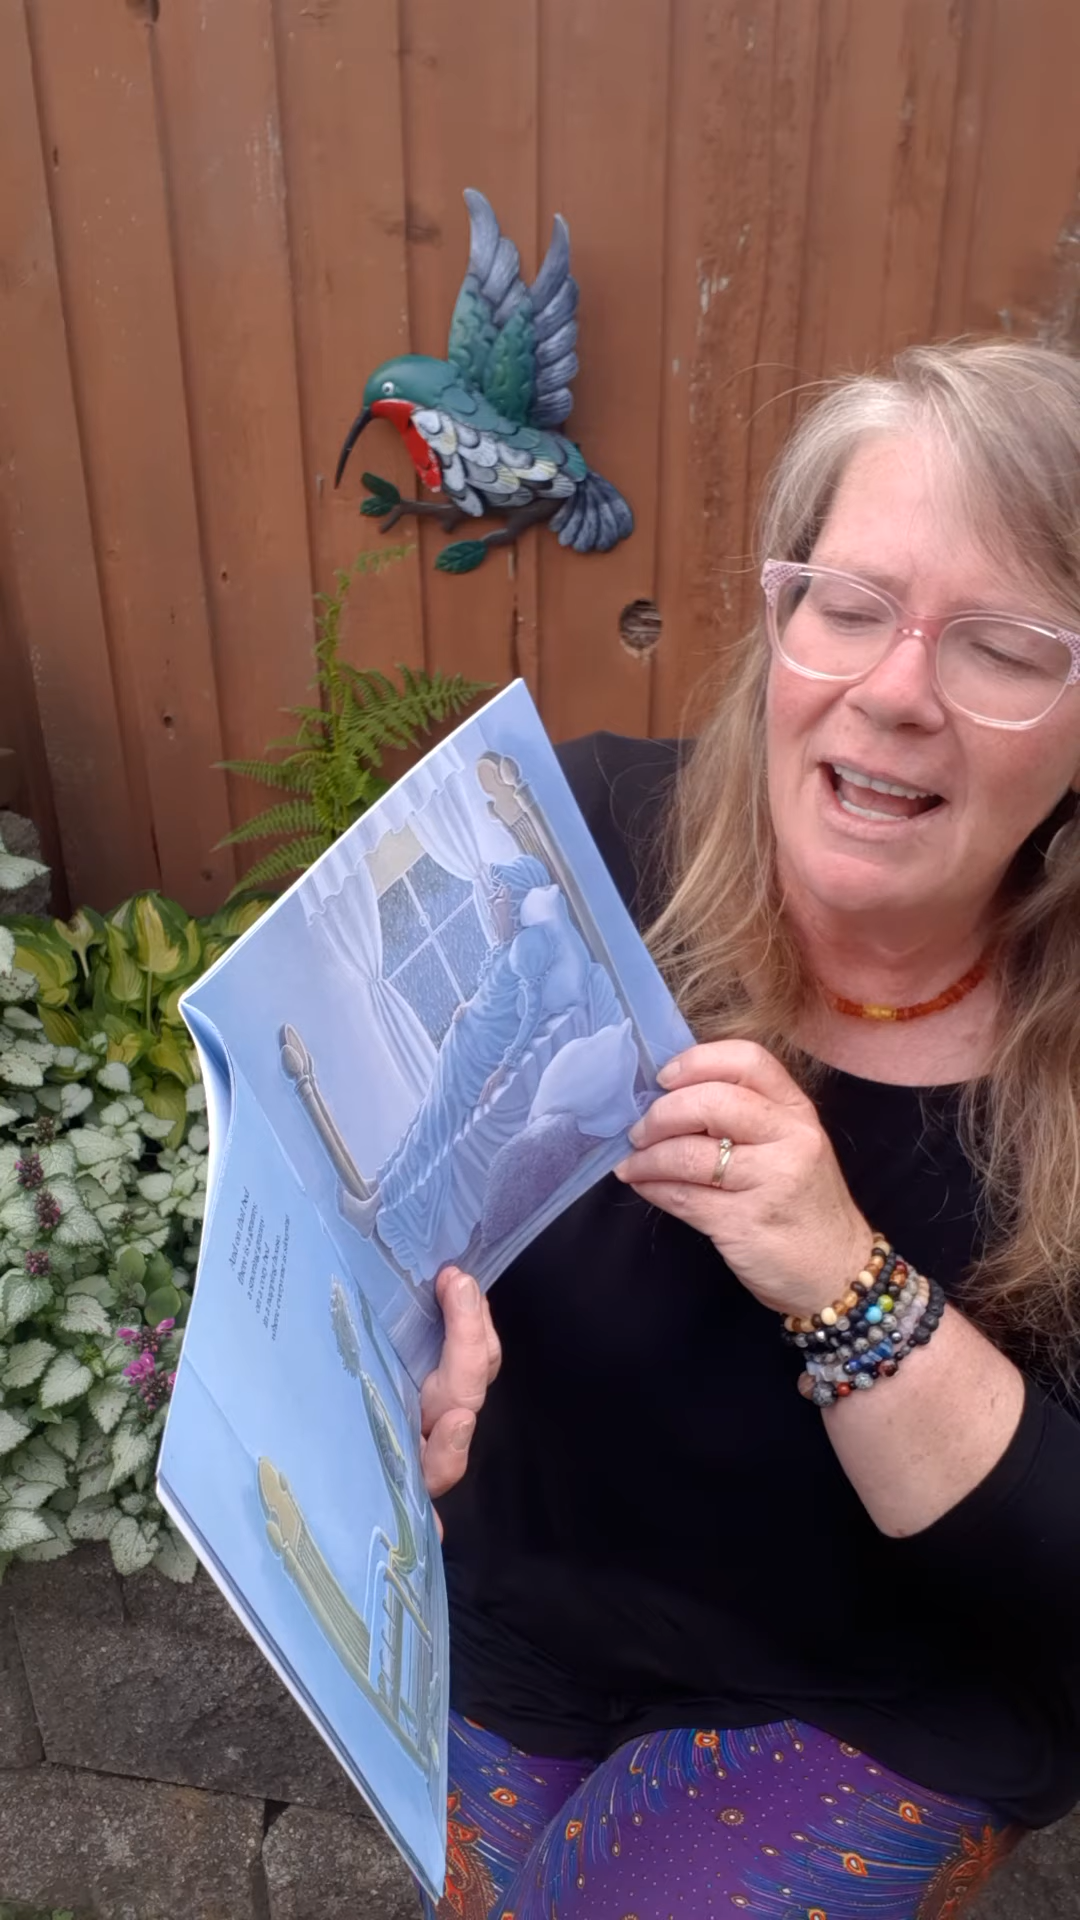 And on that bed
there is a granny,
a snoring granny
on a cozy bed
in a napping house,
where everyone is sleeping.